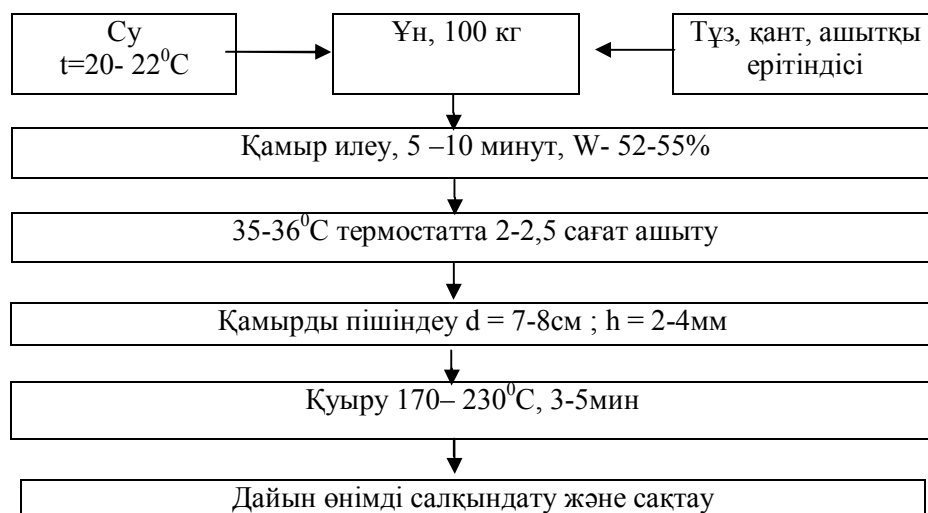 Су
t=20- 22⁰С
Ұн, 100 кг
Тұз, қант, ашытқы
ерітіндісі
Қамыр илеу, 5 –10 минут, W- 52-55%
35-36⁰С термостатта 2-2,5 сағат ашыту
Қамырды пішіндеу d = 7-8см ; h = 2-4мм
Қуыру 170– 230⁰С, 3-5мин
Дайын өнімді салқындату және сақтау